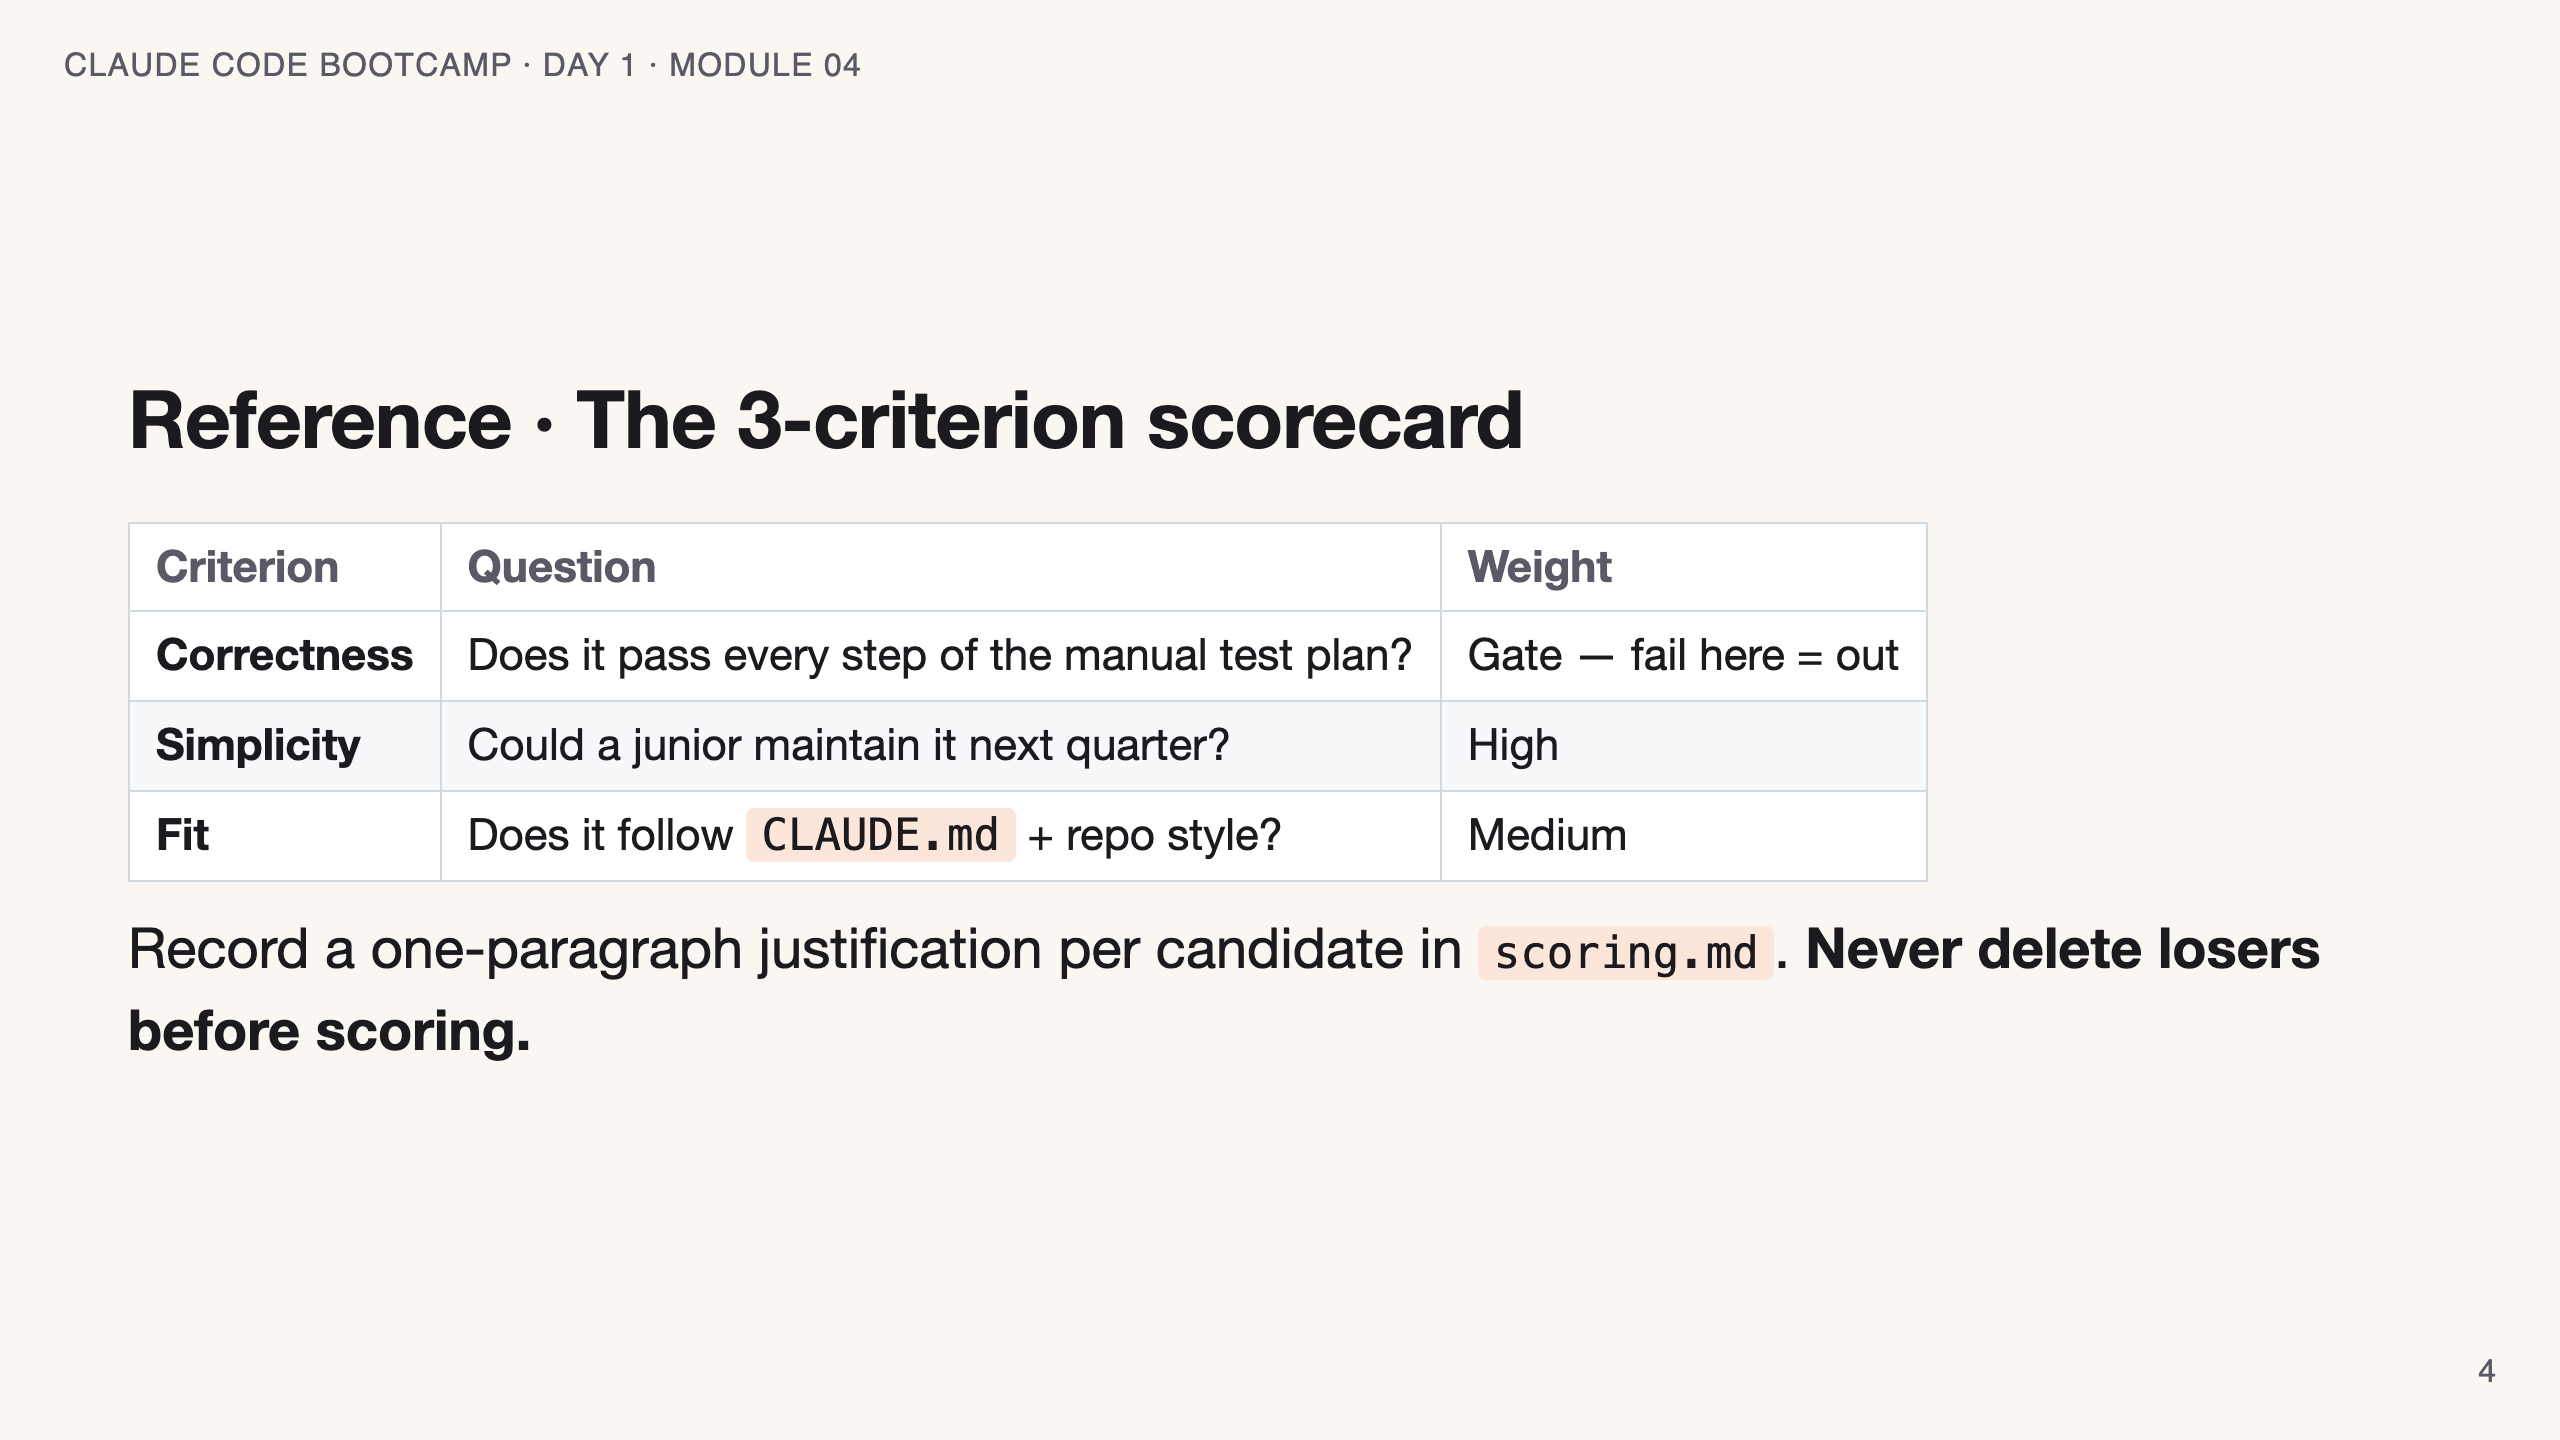 CLAUDE CODE BOOTCAMP · DAY 1 · MODULE 04
Reference · The 3-criterion scorecard
Criterion Question Weight
Correctness Does it pass every step of the manual test plan? Gate — fail here = out
Simplicity Could a junior maintain it next quarter? High
Fit Does it follow CLAUDE.md + repo style? Medium
Record a one-paragraph justification per candidate in scoring.md. Never delete losers
before scoring.
4